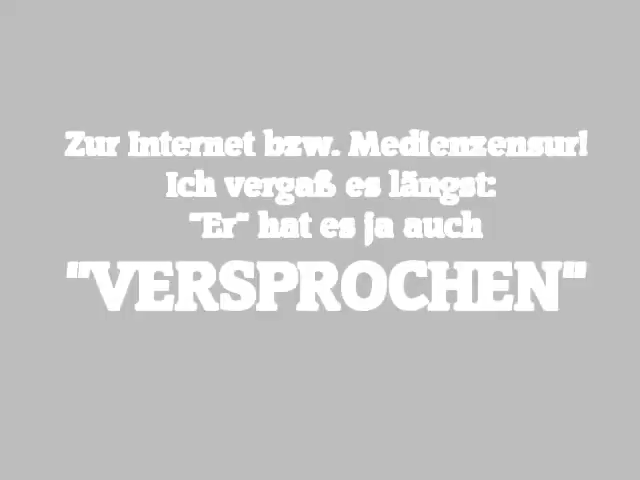 Zur Internet bzw. Medienzensur!
Ich vergaß es längst:
"Er" hat es ja auch
"VERSPROCHEN"